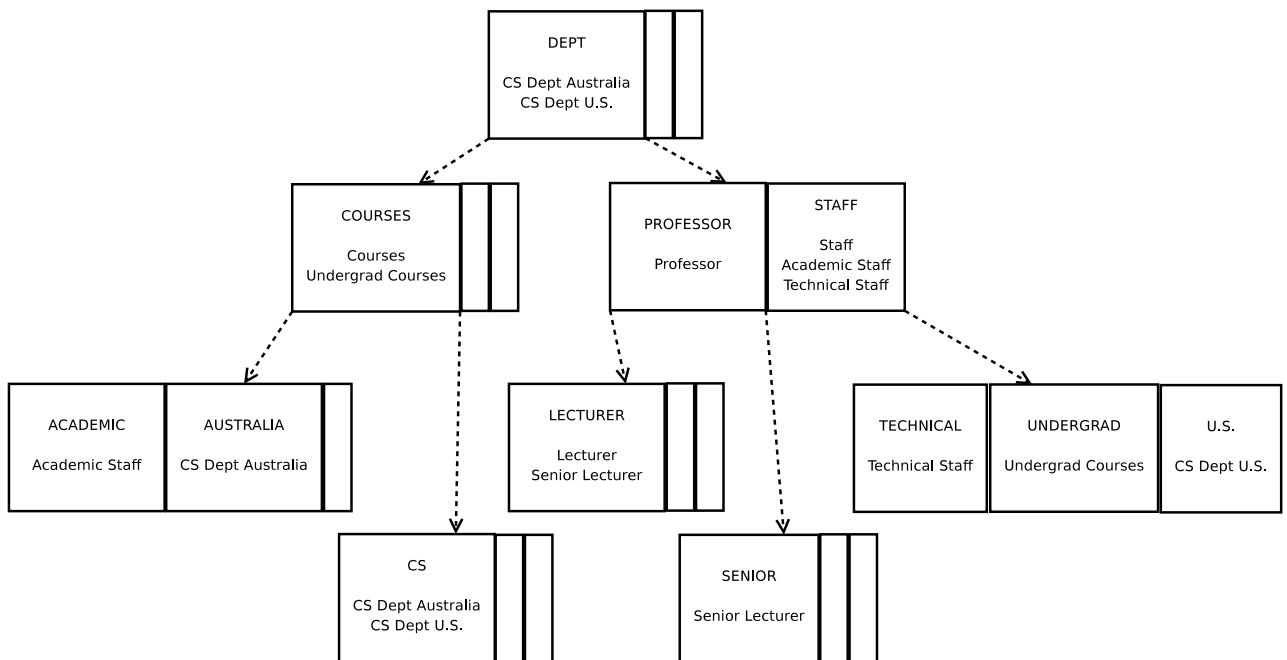 DEPT
CS Dept Australia
CS Dept U.S.
COURSES
Courses
Undergrad Courses
PROFESSOR
Professor
STAFF
Staff
Academic Staff
Technical Staff
ACADEMIC
Academic Staff
AUSTRALIA
CS Dept Australia
LECTURER
Lecturer
Senior Lecturer
TECHNICAL
Technical Staff
UNDERGRAD
Undergrad Courses
U.S.
CS Dept U.S.
CS
CS Dept Australia
CS Dept U.S.
SENIOR
Senior Lecturer